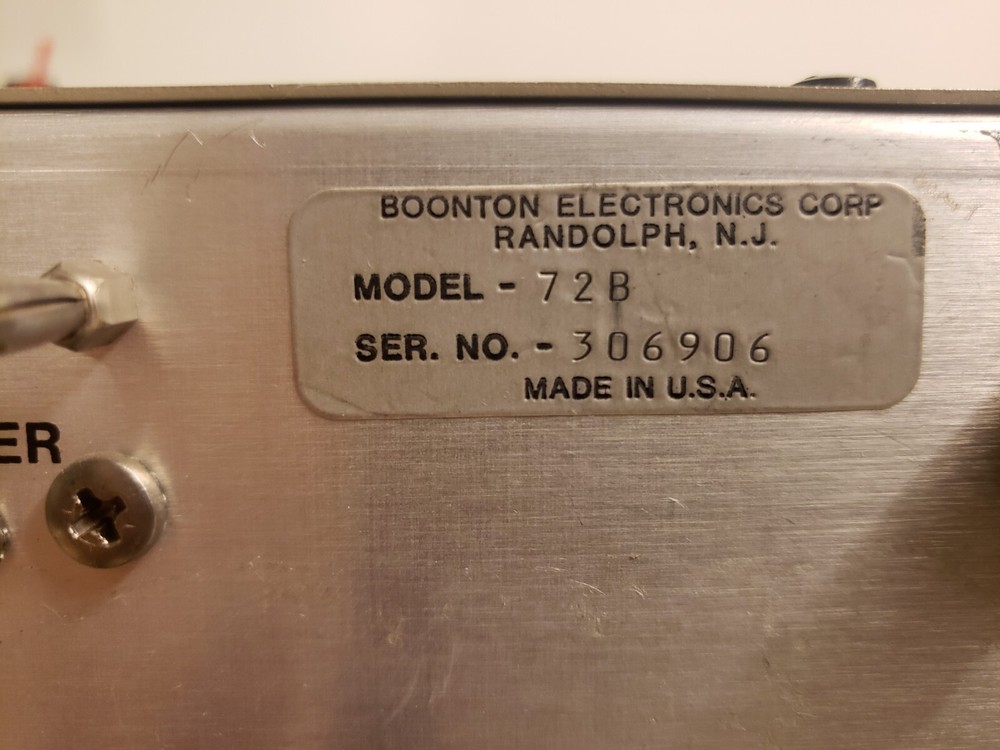 BOONTON ELECTRONICS CORP
RANDOLPH, N.J.
MODEL - 72B
SER. NO. - 306906
MADE IN U.S.A.
ER